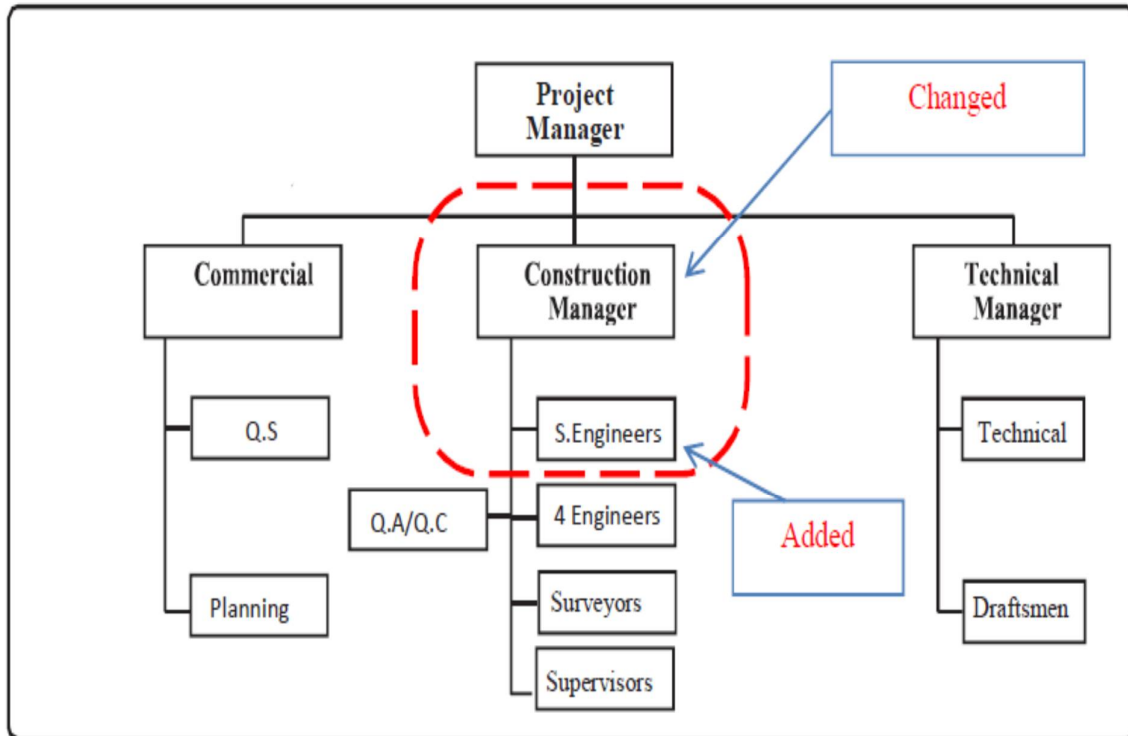 Project
Manager
Changed
Commercial
Construction
Manager
Technical
Manager
Q.S
S.Engineers
Technical
Q.A/Q.C
4 Engineers
Added
Planning
Surveyors
Draftsmen
Supervisors